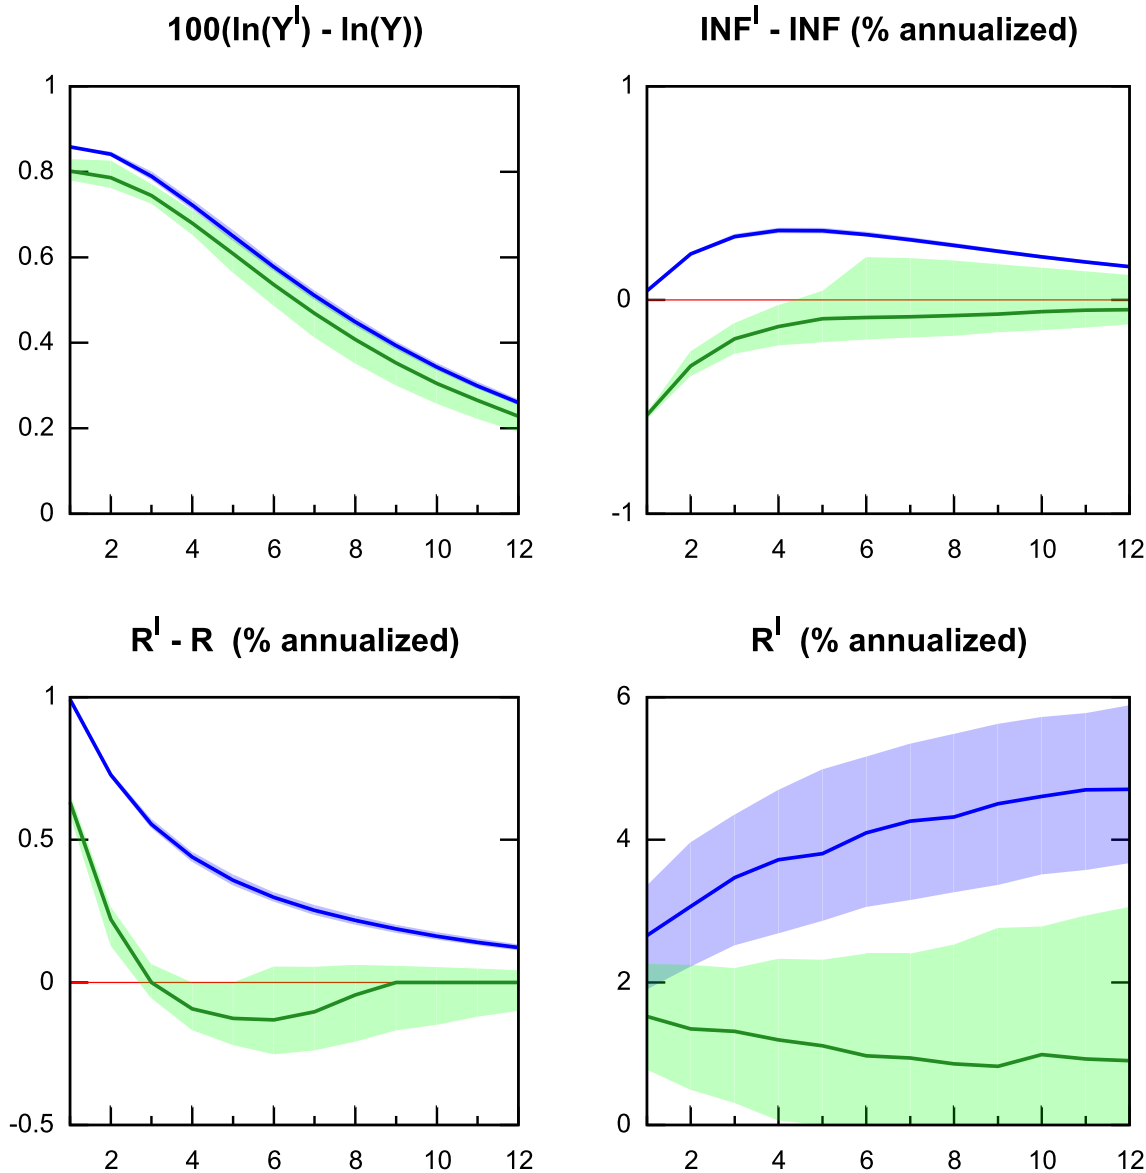 100(ln(Y^I) - ln(Y))
1
0.8
0.6
0.4
0.2
0
2 4 6 8 10 12
INF^I - INF (% annualized)
1
0
-1
2 4 6 8 10 12
R^I - R (% annualized)
1
0.5
0
-0.5
2 4 6 8 10 12
R^I (% annualized)
6
4
2
0
2 4 6 8 10 12